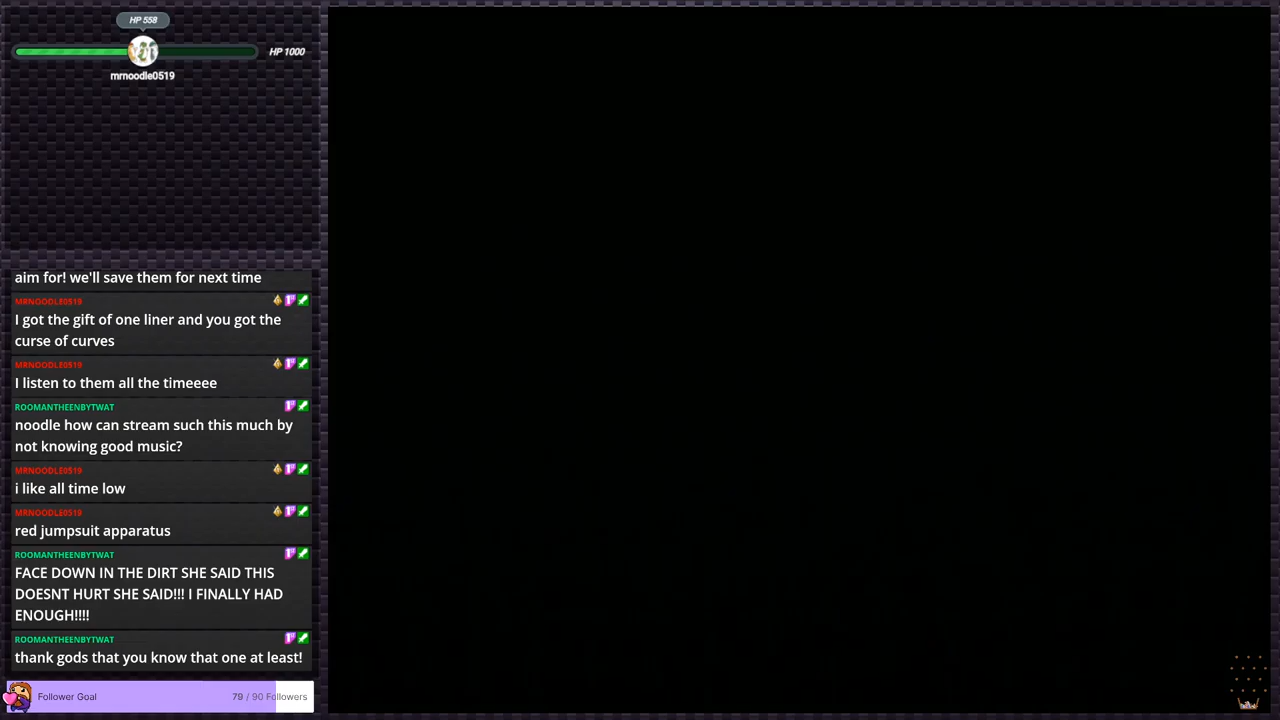 HP 558
HP 1000
mrnoodle0519
aim for! we'll save them for next time
MRNOODLE0519
I got the gift of one liner and you got the
curse of curves
MRNOODLE0519
I listen to them all the timeeee
ROOMANTHEENBYTWAT
noodle how can stream such this much by
not knowing good music?
MRNOODLE0519
i like all time low
MRNOODLE0519
red jumpsuit apparatus
ROOMANTHEENBYTWAT
FACE DOWN IN THE DIRT SHE SAID THIS
DOESNT HURT SHE SAID!!! I FINALLY HAD
ENOUGH!!!!
ROOMANTHEENBYTWAT
thank gods that you know that one at least!
Follower Goal 79 / 90 Followers